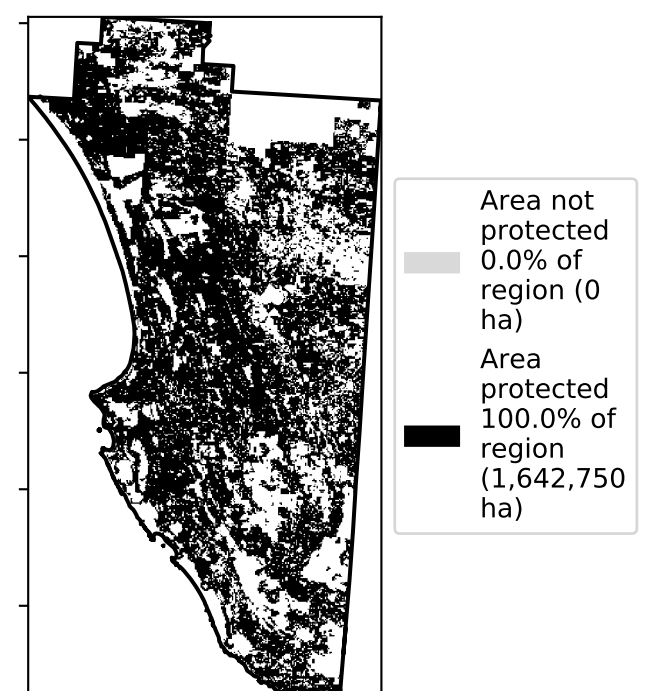 Area not
protected
0.0% of
region (0
ha)
Area
protected
100.0% of
region
(1,642,750
ha)